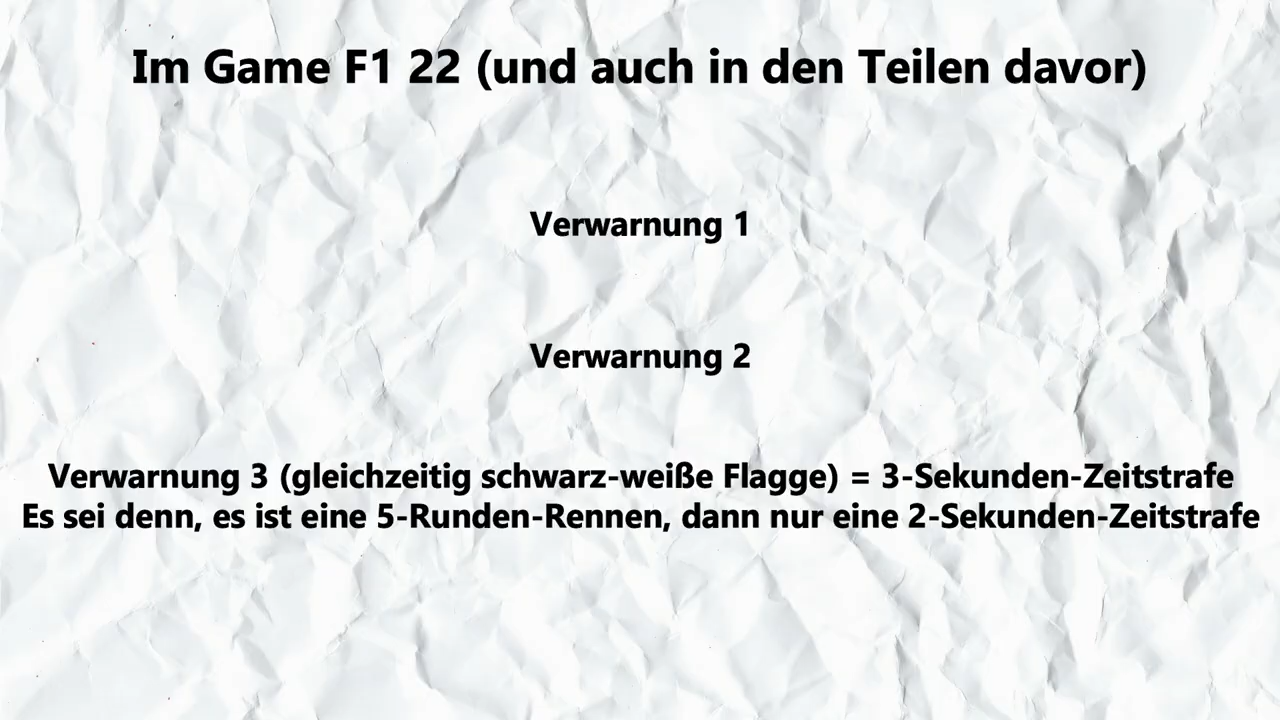 Im Game F1 22 (und auch in den Teilen davor)
Verwarnung 1
Verwarnung 2
Verwarnung 3 (gleichzeitig schwarz-weiße Flagge) = 3-Sekunden-Zeitstrafe
Es sei denn, es ist eine 5-Runden-Rennen, dann nur eine 2-Sekunden-Zeitstrafe